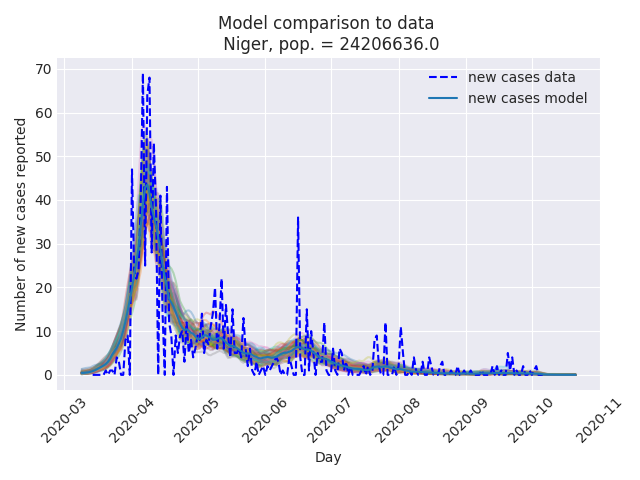 Model comparison to data
Niger, pop. = 24206636.0
new cases data
new cases model
Number of new cases reported
70
60
50
40
30
20
10
0
2020-03
2020-04
2020-05
2020-06
2020-07
2020-08
2020-09
2020-10
2020-11
Day